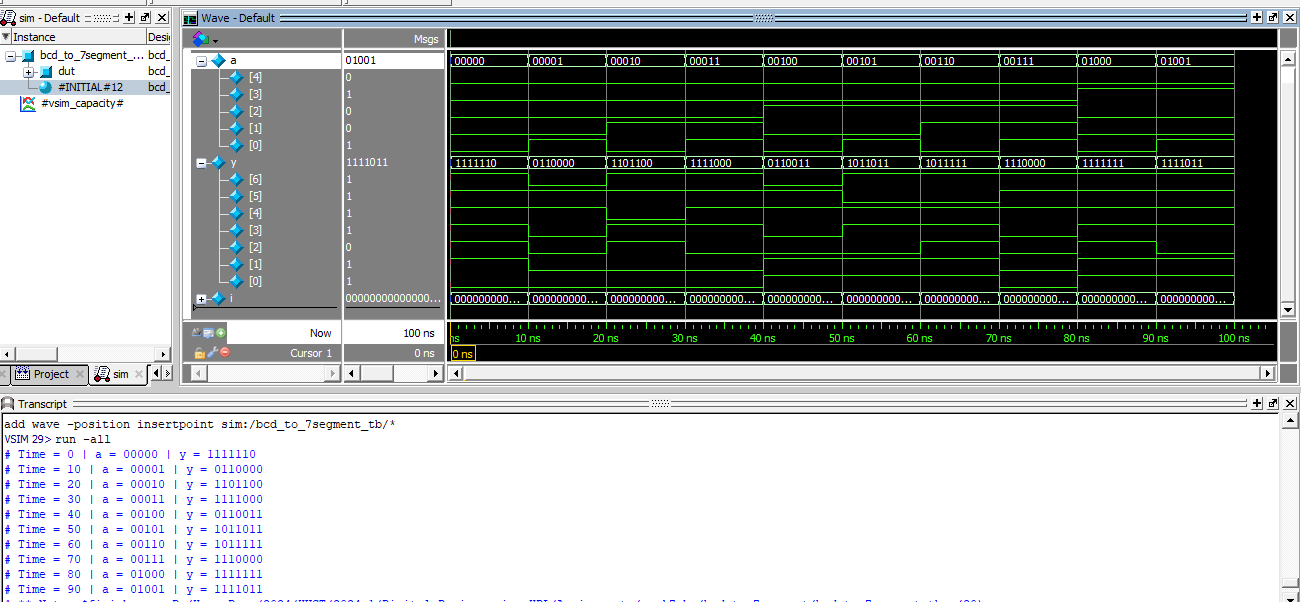 sim - Default
Instance Desi
bcd_to_7segment_... bcd_
dut bcd_
#INITIAL#12 bcd_
#vsim_capacity#
Project sim
Wave - Default
Msgs
a 01001 00000 00001 00010 00011 00100 00101 00110 00111 01000 01001
[4] 0
[3] 1
[2] 0
[1] 0
[0] 1
y 1111011 1111110 0110000 1101100 1111000 0110011 1011011 1011111 1110000 1111111 1111011
[6] 1
[5] 1
[4] 1
[3] 1
[2] 0
[1] 1
[0] 1
i 00000000000000... 000000000... 000000000... 000000000... 000000000... 000000000... 000000000... 000000000... 000000000... 000000000... 000000000...
Now 100 ns ns 10 ns 20 ns 30 ns 40 ns 50 ns 60 ns 70 ns 80 ns 90 ns 100 ns
Cursor 1 0 ns 0 ns
Transcript
add wave -position insertpoint sim:/bcd_to_7segment_tb/*
VSIM 29> run -all
# Time = 0 | a = 00000 | y = 1111110
# Time = 10 | a = 00001 | y = 0110000
# Time = 20 | a = 00010 | y = 1101100
# Time = 30 | a = 00011 | y = 1111000
# Time = 40 | a = 00100 | y = 0110011
# Time = 50 | a = 00101 | y = 1011011
# Time = 60 | a = 00110 | y = 1011111
# Time = 70 | a = 00111 | y = 1110000
# Time = 80 | a = 01000 | y = 1111111
# Time = 90 | a = 01001 | y = 1111011